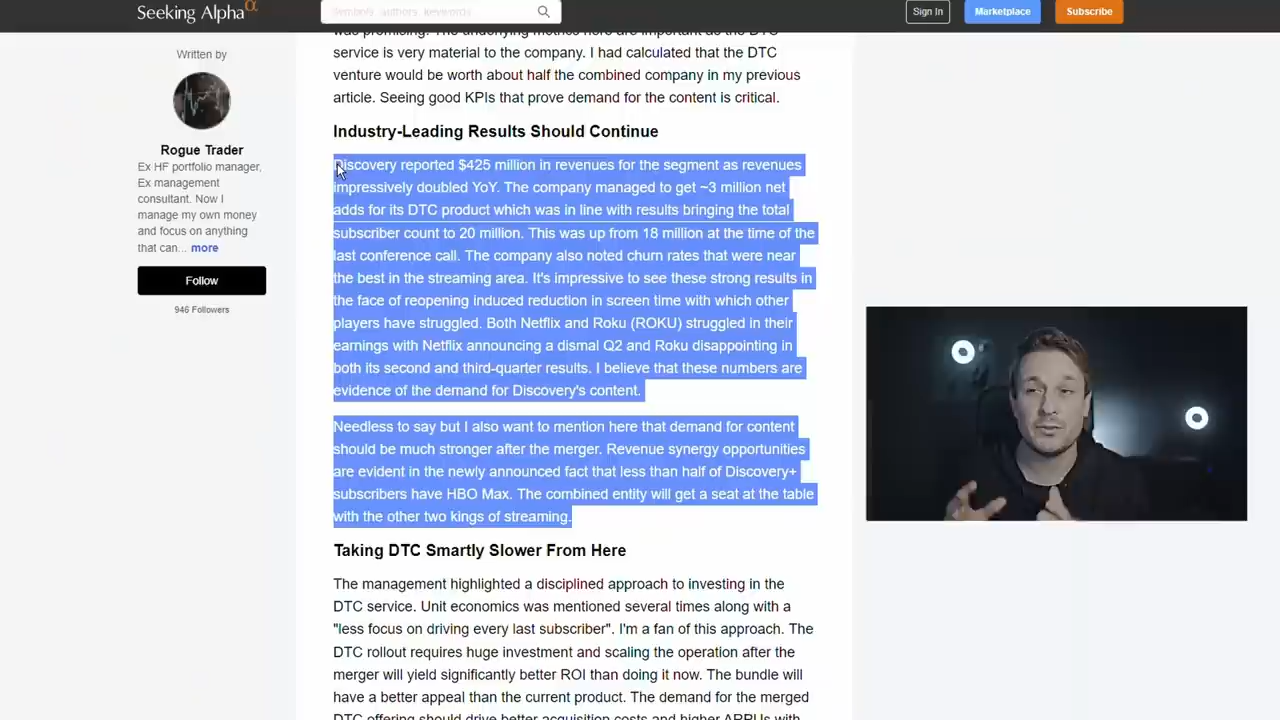 Seeking Alpha
Symbols, authors, keywords
Sign In
Marketplace
Subscribe
Written by
Rogue Trader
Ex HF portfolio manager,
Ex management
consultant. Now I
manage my own money
and focus on anything
that can... more
Follow
946 Followers
was promising. The underlying metrics here are important as the DTC
service is very material to the company. I had calculated that the DTC
venture would be worth about half the combined company in my previous
article. Seeing good KPIs that prove demand for the content is critical.
Industry-Leading Results Should Continue
Discovery reported $425 million in revenues for the segment as revenues
impressively doubled YoY. The company managed to get ~3 million net
adds for its DTC product which was in line with results bringing the total
subscriber count to 20 million. This was up from 18 million at the time of the
last conference call. The company also noted churn rates that were near
the best in the streaming area. It's impressive to see these strong results in
the face of reopening induced reduction in screen time with which other
players have struggled. Both Netflix and Roku (ROKU) struggled in their
earnings with Netflix announcing a dismal Q2 and Roku disappointing in
both its second and third-quarter results. I believe that these numbers are
evidence of the demand for Discovery's content.
Needless to say but I also want to mention here that demand for content
should be much stronger after the merger. Revenue synergy opportunities
are evident in the newly announced fact that less than half of Discovery+
subscribers have HBO Max. The combined entity will get a seat at the table
with the other two kings of streaming.
Taking DTC Smartly Slower From Here
The management highlighted a disciplined approach to investing in the
DTC service. Unit economics was mentioned several times along with a
"less focus on driving every last subscriber". I'm a fan of this approach. The
DTC rollout requires huge investment and scaling the operation after the
merger will yield significantly better ROI than doing it now. The bundle will
have a better appeal than the current product. The demand for the merged
DTC offering should drive better acquisition costs and higher ARPUs with